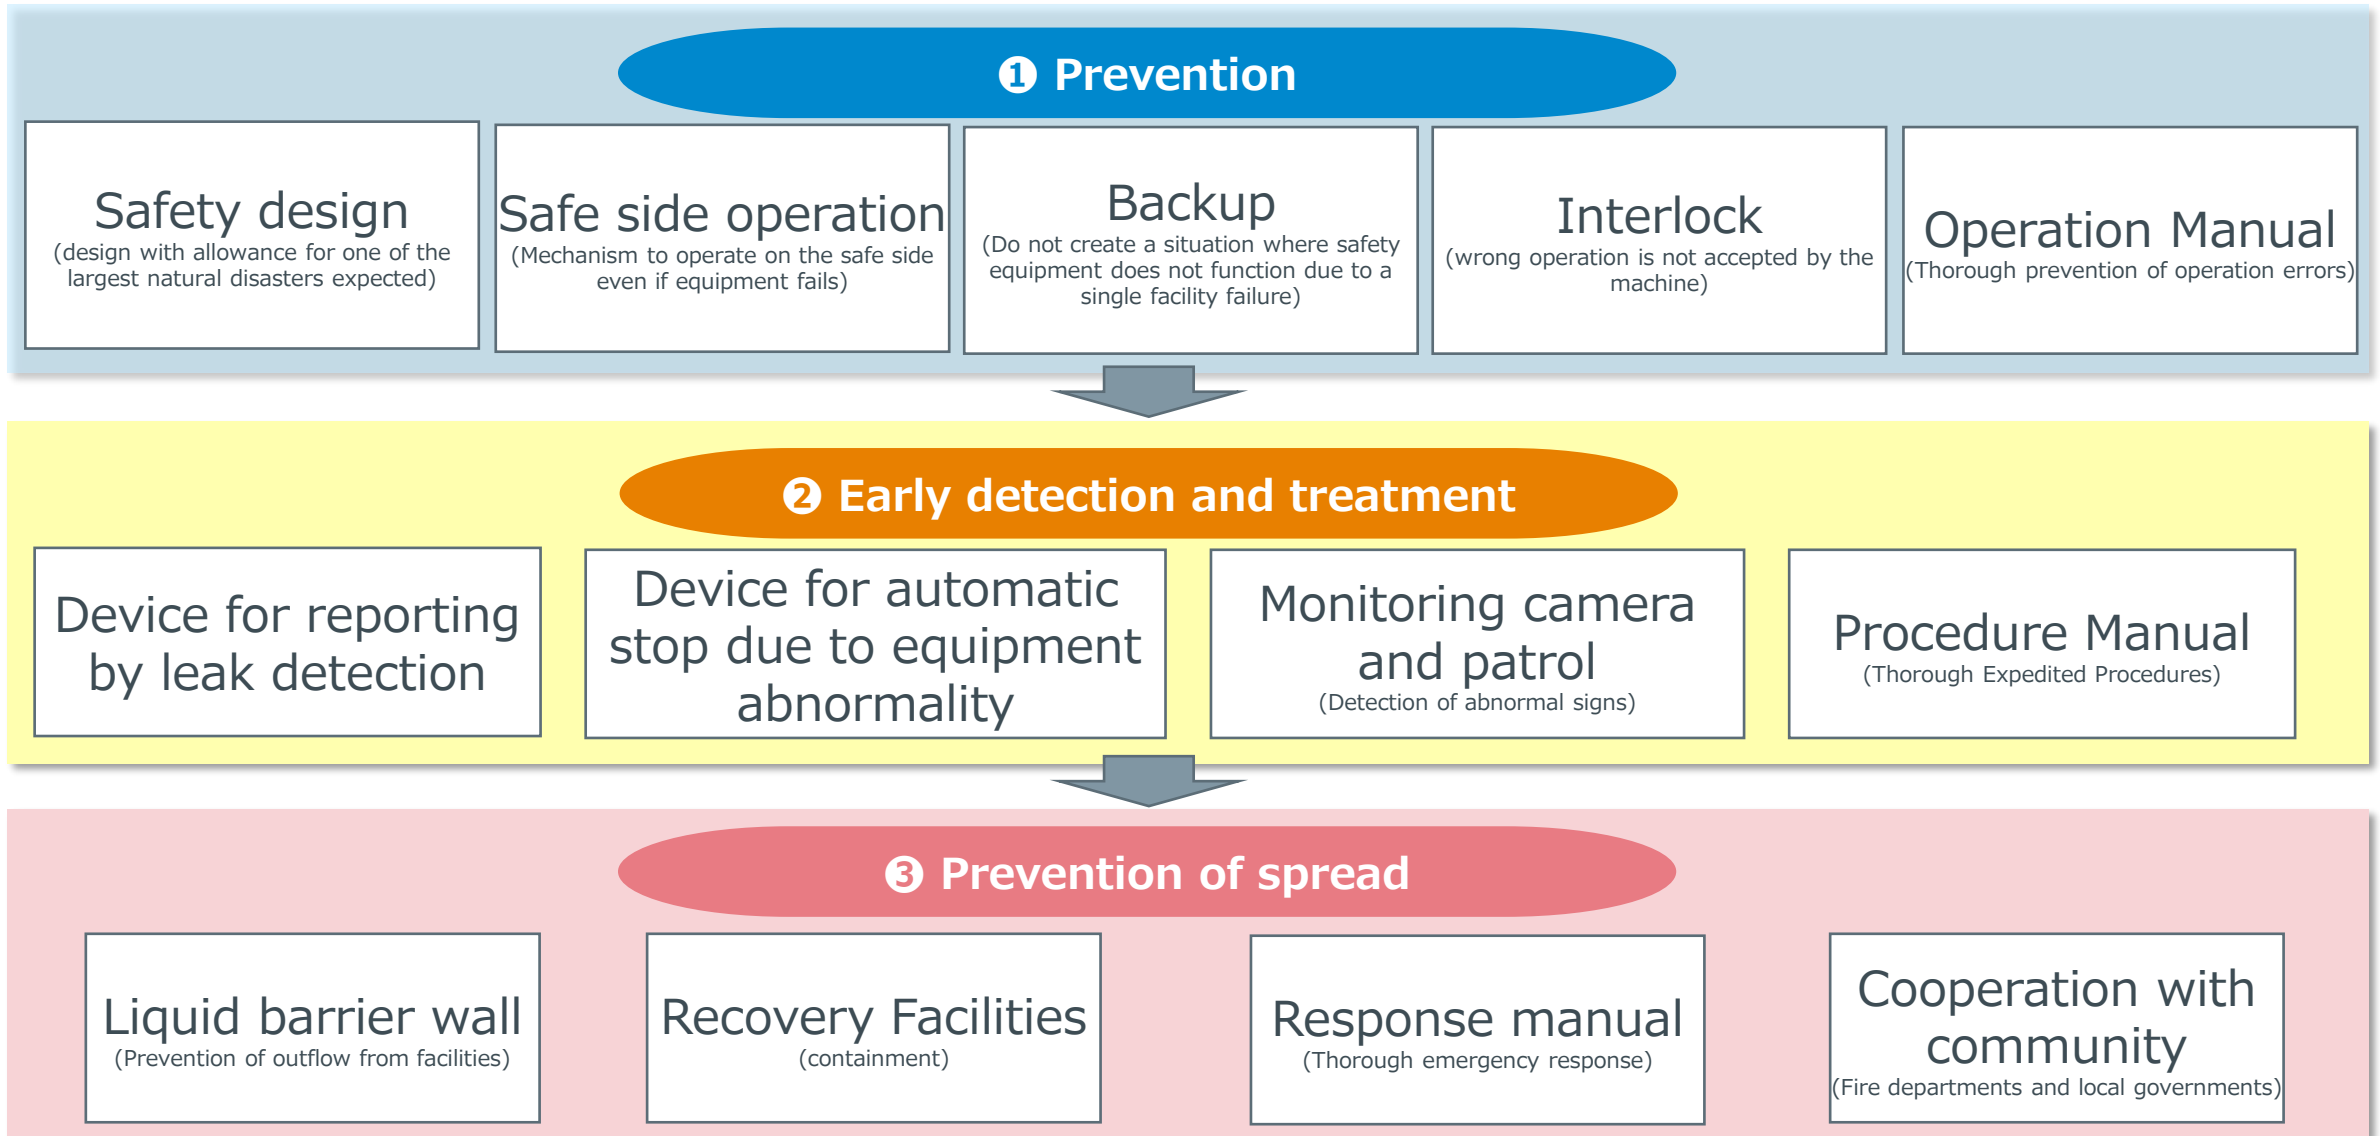 ❶ Prevention
Safety design
(design with allowance for one of the
largest natural disasters expected)
Safe side operation
(Mechanism to operate on the safe side
even if equipment fails)
Backup
(Do not create a situation where safety
equipment does not function due to a
single facility failure)
Interlock
(wrong operation is not accepted by the
machine)
Operation Manual
(Thorough prevention of operation errors)
❷ Early detection and treatment
Device for reporting
by leak detection
Device for automatic
stop due to equipment
abnormality
Monitoring camera
and patrol
(Detection of abnormal signs)
Procedure Manual
(Thorough Expedited Procedures)
❸ Prevention of spread
Liquid barrier wall
(Prevention of outflow from facilities)
Recovery Facilities
(containment)
Response manual
(Thorough emergency response)
Cooperation with
community
(Fire departments and local governments)